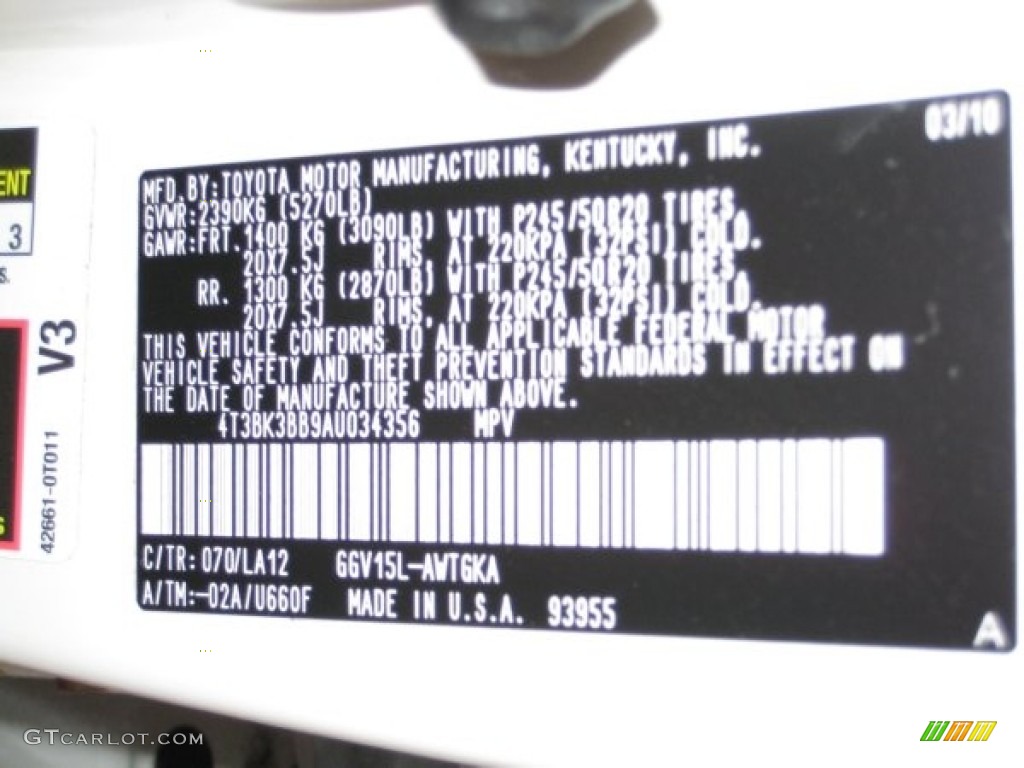 03/10
MFD.BY:TOYOTA MOTOR MANUFACTURING, KENTUCKY, INC.
GVWR:2390KG (5270LB)
GAWR:FRT.1400 KG (3090LB) WITH P245/50R20 TIRES,
20X7.5J RIMS, AT 220KPA (32PSI) COLD.
RR. 1300 KG (2870LB) WITH P245/50R20 TIRES,
20X7.5J RIMS, AT 220KPA (32PSI) COLD.
THIS VEHICLE CONFORMS TO ALL APPLICABLE FEDERAL MOTOR
VEHICLE SAFETY AND THEFT PREVENTION STANDARDS IN EFFECT ON
THE DATE OF MANUFACTURE SHOWN ABOVE.
4T3BK3BB9AU034356 MPV
C/TR: 070/LA12 GGV15L-AWTGKA
A/TM:-02A/U660F MADE IN U.S.A. 93955
A
ENT
3
S.
V3
42661-0T011
S
GTCARLOT.COM